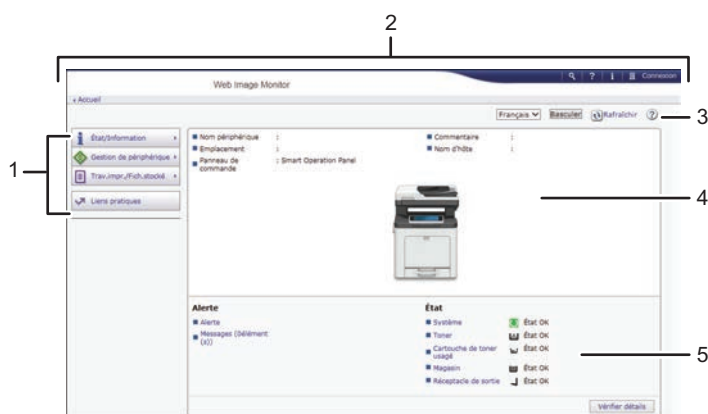 2
Web Image Monitor
? i Connexion
Accueil
Français Basculer Rafraîchir ?
3
1
État/Information
Gestion de périphérique
Trav.impr./Fich.stocké
Liens pratiques
Nom périphérique :
Emplacement :
Panneau de commande : Smart Operation Panel
Commentaire :
Nom d'hôte :
4
Alerte
Alerte
Messages (0élément
(s))
État
Système État OK
Toner État OK
Cartouche de toner
usagé État OK
Magasin État OK
Réceptacle de sortie État OK
5
Vérifier détails